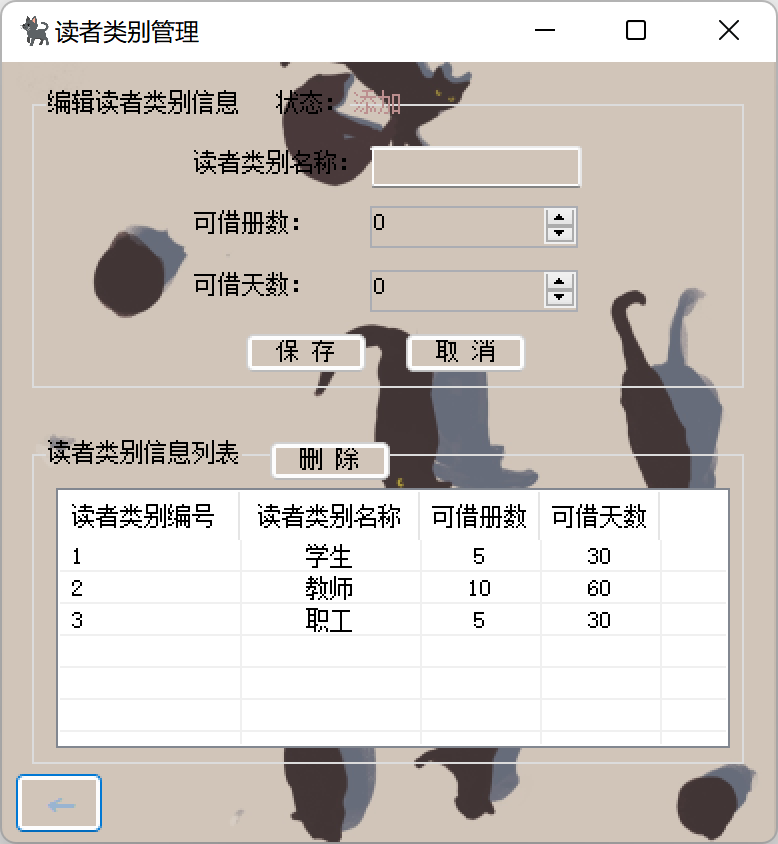 读者类别管理
编辑读者类别信息 状态： 添加
读者类别名称：
可借册数： 0
可借天数： 0
保 存 取 消
读者类别信息列表 删 除
读者类别编号 读者类别名称 可借册数 可借天数
1 学生 5 30
2 教师 10 60
3 职工 5 30